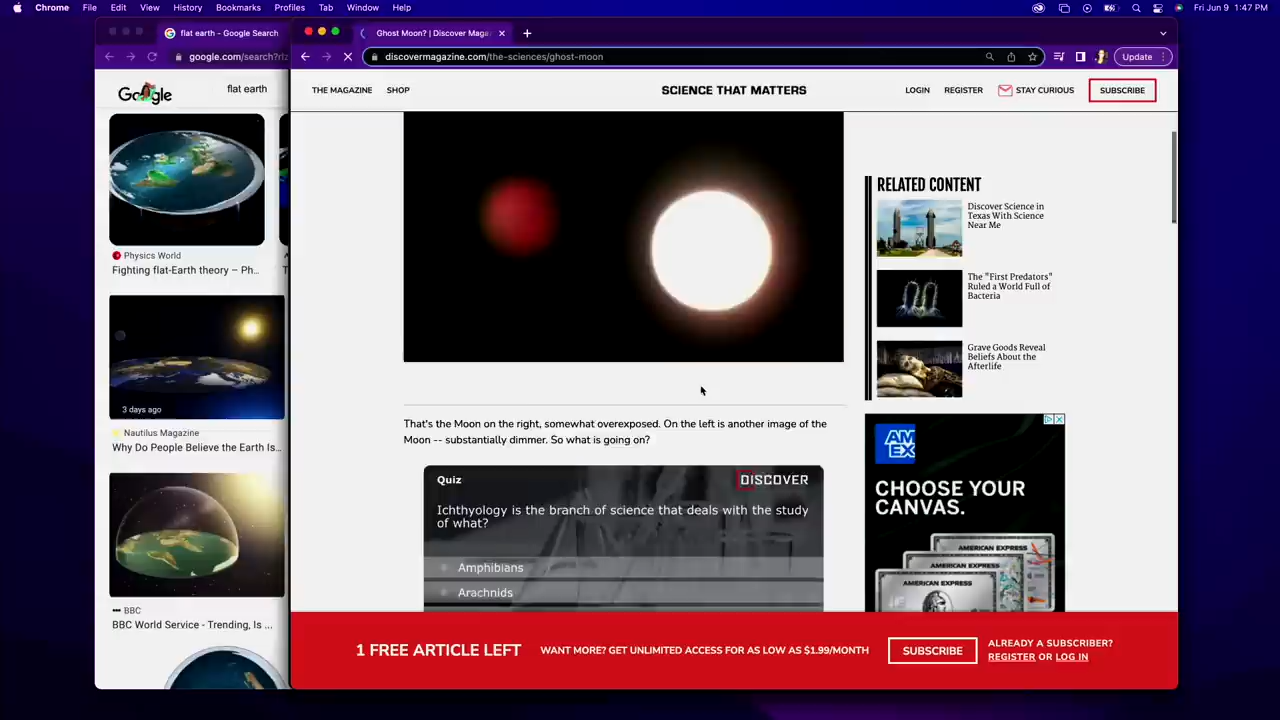 Chrome File Edit View History Bookmarks Profiles Tab Window Help Fri Jun 9 1:47 PM
flat earth - Google Search
Ghost Moon? | Discover Maga
google.com/search?rlz
discovermagazine.com/the-sciences/ghost-moon
Update
Google
flat earth
THE MAGAZINE SHOP SCIENCE THAT MATTERS LOGIN REGISTER STAY CURIOUS SUBSCRIBE
Physics World
Fighting flat-Earth theory – Ph...
3 days ago
Nautilus Magazine
Why Do People Believe the Earth Is...
BBC
BBC World Service - Trending, Is ...
That's the Moon on the right, somewhat overexposed. On the left is another image of the
Moon -- substantially dimmer. So what is going on?
Quiz
DISCOVER
Ichthyology is the branch of science that deals with the study
of what?
Amphibians
Arachnids
RELATED CONTENT
Discover Science in
Texas With Science
Near Me
The "First Predators"
Ruled a World Full of
Bacteria
Grave Goods Reveal
Beliefs About the
Afterlife
AM
EX
CHOOSE YOUR
CANVAS.
AMERICAN EXPRESS
AMERICAN EXPRESS
AMERICAN EXPRESS
1 FREE ARTICLE LEFT
WANT MORE? GET UNLIMITED ACCESS FOR AS LOW AS $1.99/MONTH
SUBSCRIBE
ALREADY A SUBSCRIBER?
REGISTER OR LOG IN